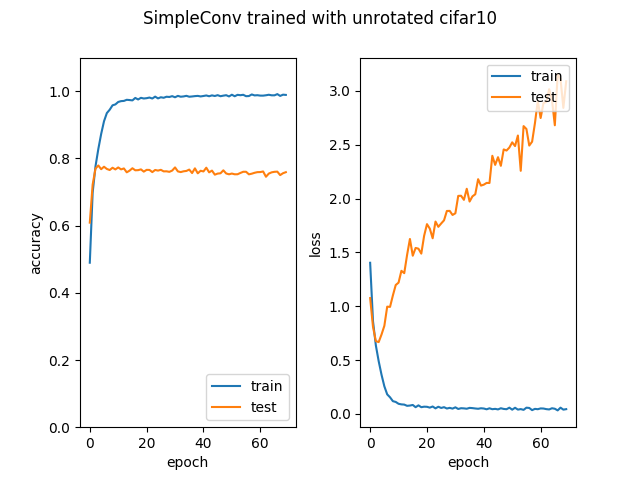 SimpleConv trained with unrotated cifar10
accuracy
1.0
0.8
0.6
0.4
0.2
0.0
0
20
40
60
epoch
train
test
loss
3.0
2.5
2.0
1.5
1.0
0.5
0.0
0
20
40
60
epoch
train
test